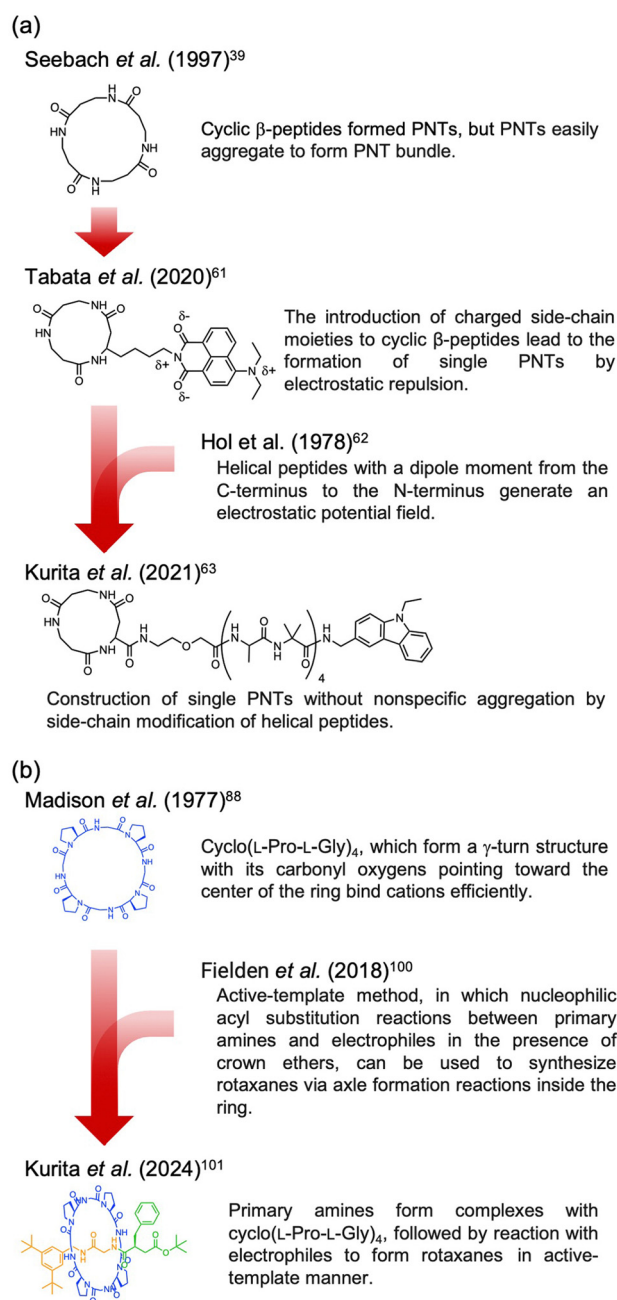 (a)
Seebach et al. (1997)39
Cyclic β-peptides formed PNTs, but PNTs easily
aggregate to form PNT bundle.
Tabata et al. (2020)61
The introduction of charged side-chain
moieties to cyclic β-peptides lead to the
formation of single PNTs by
electrostatic repulsion.
Hol et al. (1978)62
Helical peptides with a dipole moment from the
C-terminus to the N-terminus generate an
electrostatic potential field.
Kurita et al. (2021)63
Construction of single PNTs without nonspecific aggregation by
side-chain modification of helical peptides.
(b)
Madison et al. (1977)88
Cyclo(L-Pro-L-Gly)4, which form a γ-turn structure
with its carbonyl oxygens pointing toward the
center of the ring bind cations efficiently.
Fielden et al. (2018)100
Active-template method, in which nucleophilic
acyl substitution reactions between primary
amines and electrophiles in the presence of
crown ethers, can be used to synthesize
rotaxanes via axle formation reactions inside the
ring.
Kurita et al. (2024)101
Primary amines form complexes with
cyclo(L-Pro-L-Gly)4, followed by reaction with
electrophiles to form rotaxanes in active-
template manner.